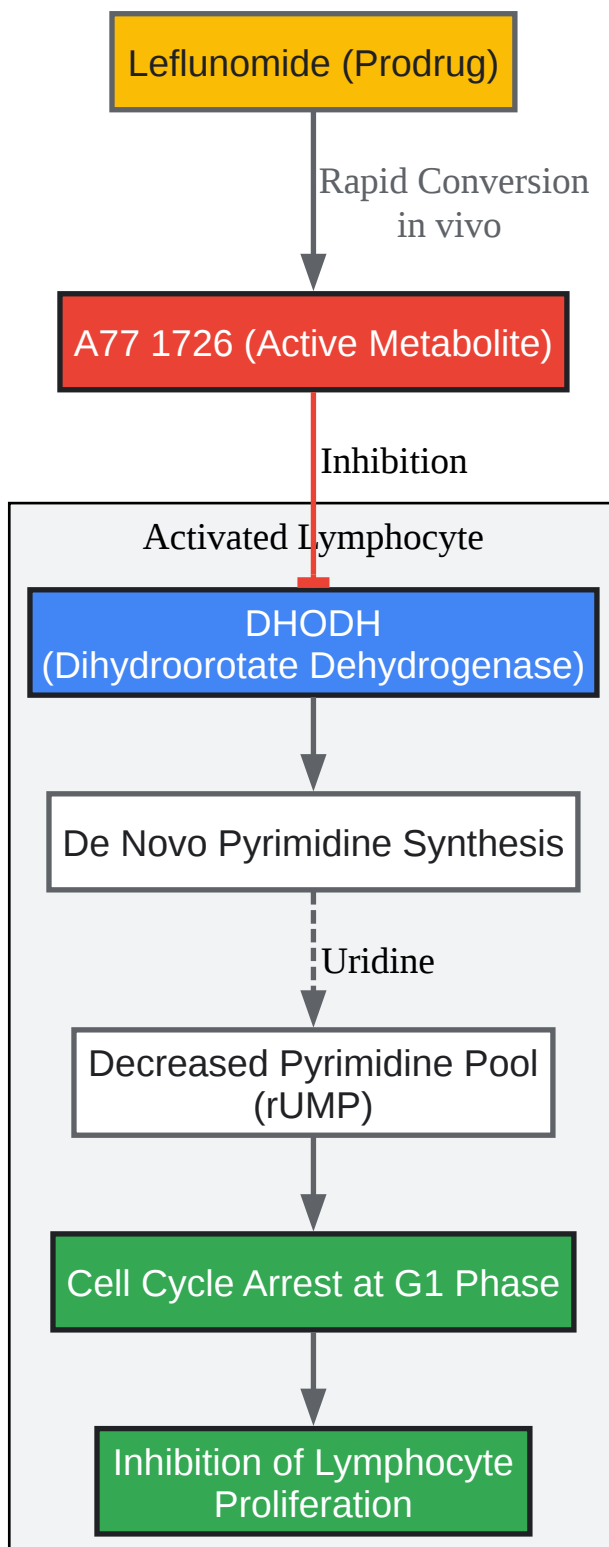 Leflunomide (Prodrug)
Rapid Conversion
in vivo
A77 1726 (Active Metabolite)
Inhibition
Activated Lymphocyte
DHODH
(Dihydroorotate Dehydrogenase)
De Novo Pyrimidine Synthesis
Uridine
Decreased Pyrimidine Pool
(rUMP)
Cell Cycle Arrest at G1 Phase
Inhibition of Lymphocyte
Proliferation